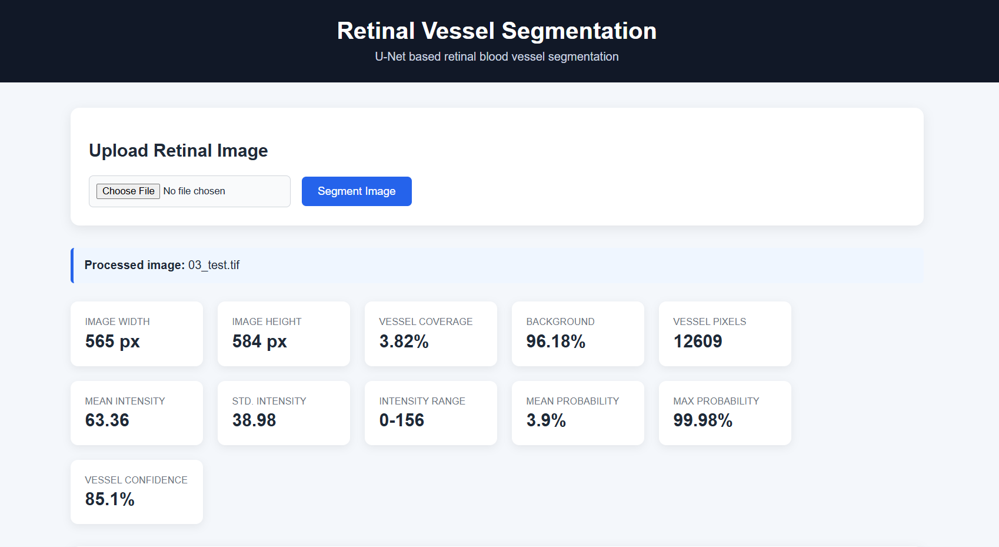 Retinal Vessel Segmentation
U-Net based retinal blood vessel segmentation
Upload Retinal Image
Choose File No file chosen
Segment Image
Processed image: 03_test.tif
IMAGE WIDTH
565 px
IMAGE HEIGHT
584 px
VESSEL COVERAGE
3.82%
BACKGROUND
96.18%
VESSEL PIXELS
12609
MEAN INTENSITY
63.36
STD. INTENSITY
38.98
INTENSITY RANGE
0-156
MEAN PROBABILITY
3.9%
MAX PROBABILITY
99.98%
VESSEL CONFIDENCE
85.1%